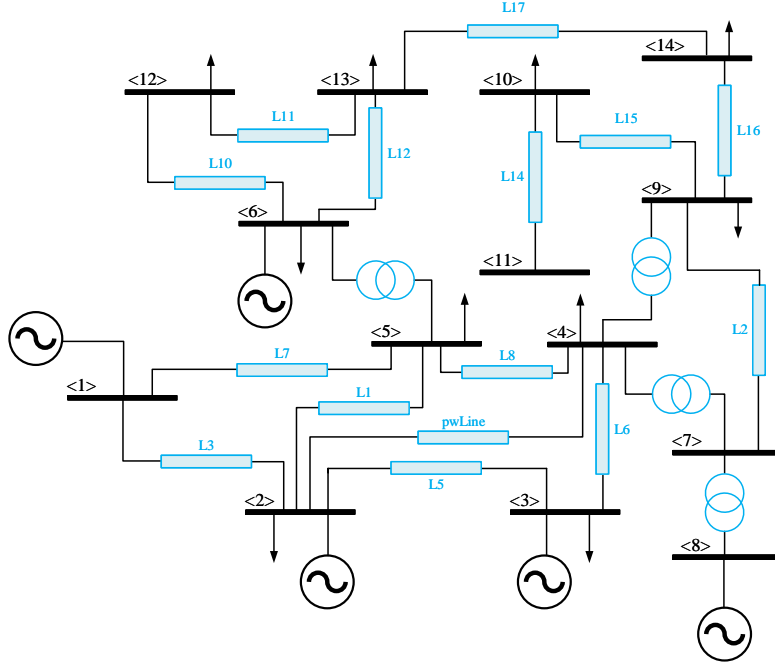 L17
<14>
<12>
<13>
<10>
L11
L12
L15
L16
L10
L14
<9>
<6>
<11>
L2
<5>
<4>
L7
L8
<1>
L1
pwLine
L6
L3
<7>
L5
<2>
<3>
<8>